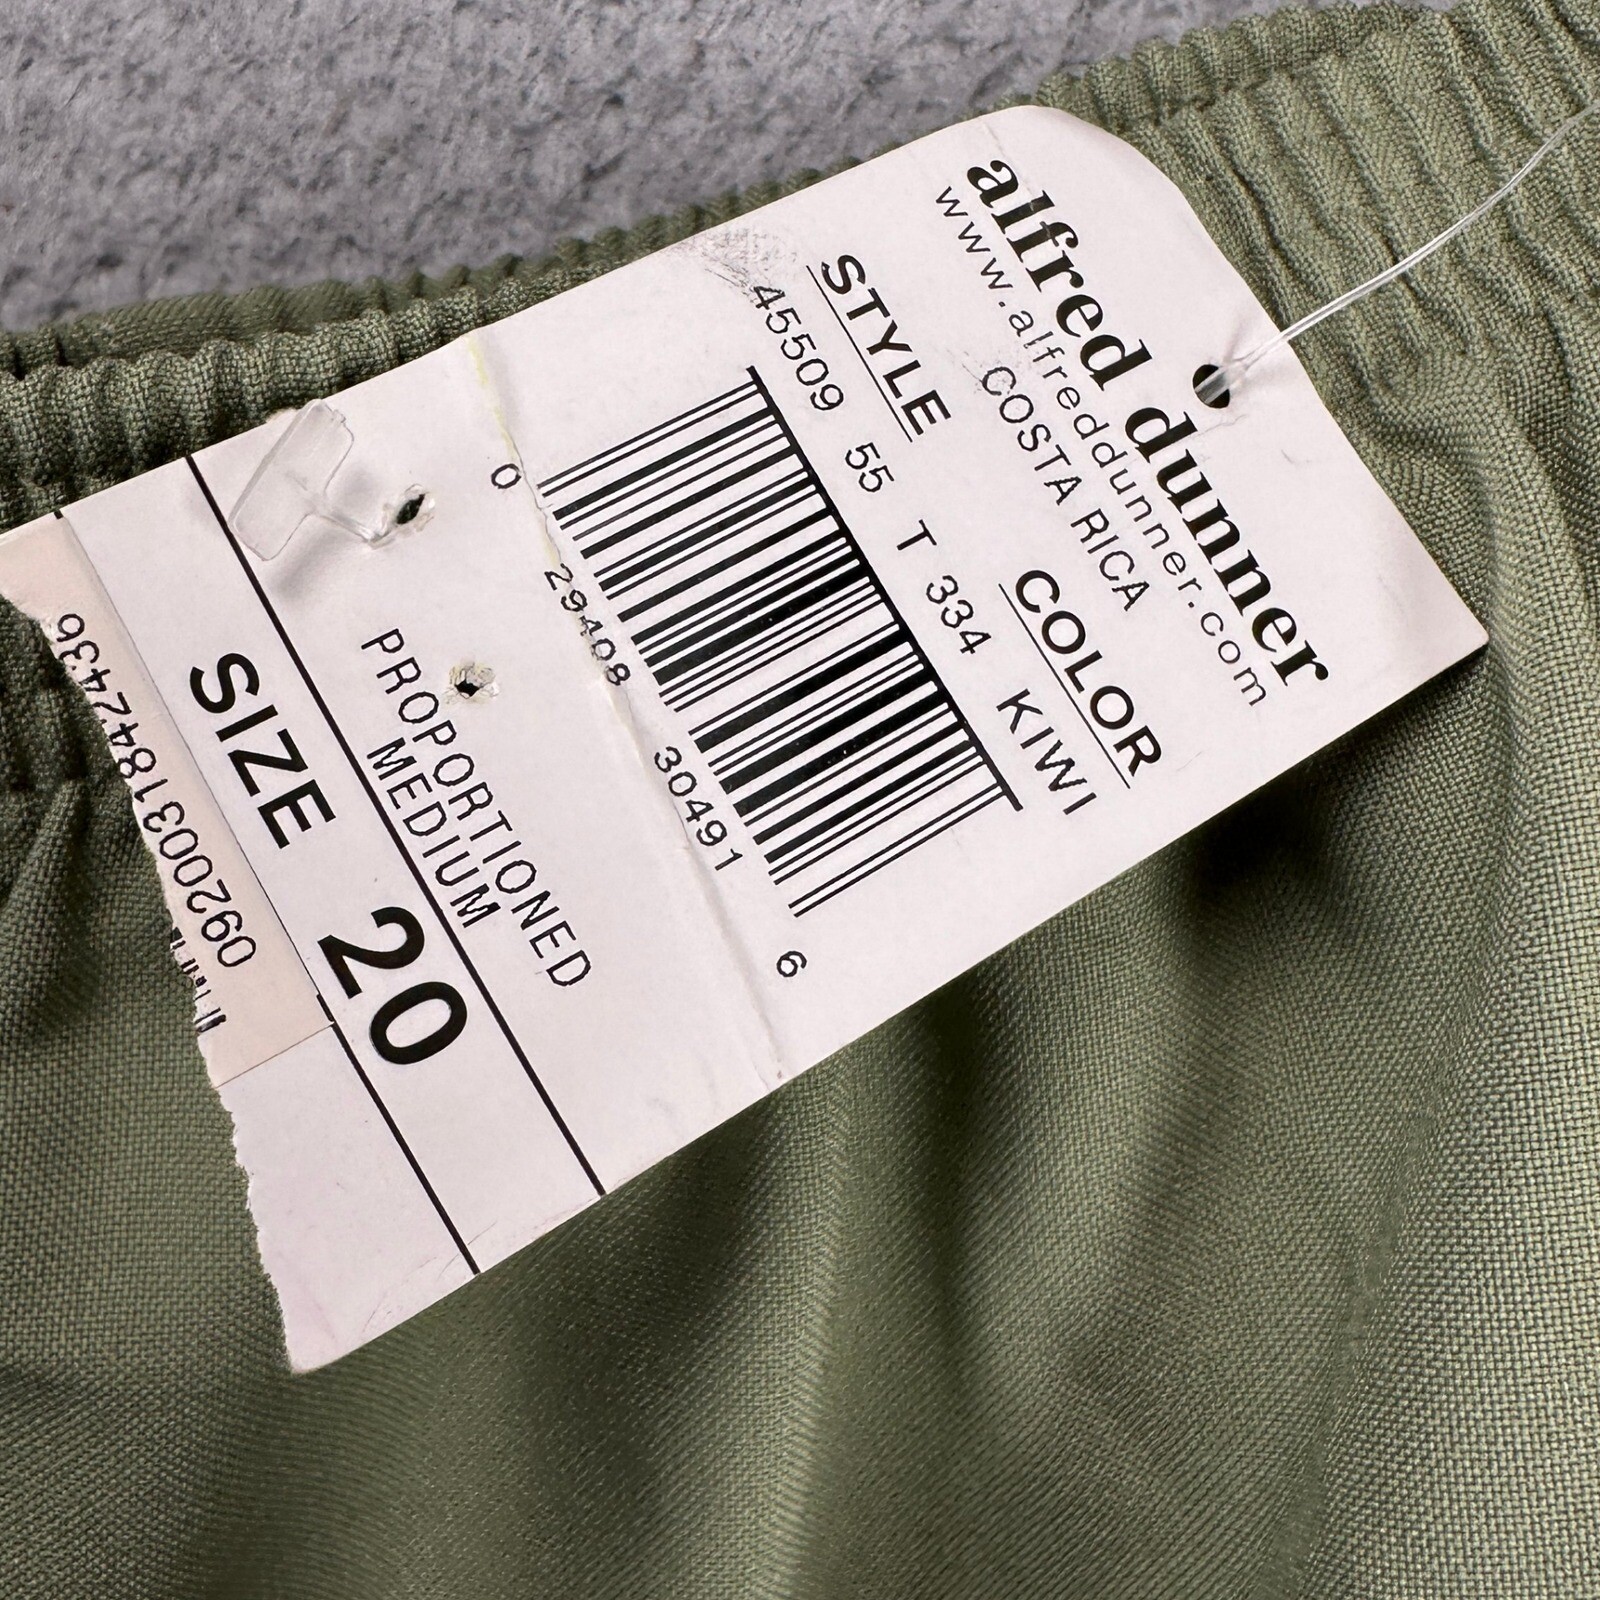 alfred dunner
www.alfreddunner.com
COSTA RICA
STYLE COLOR
45509 55 T 334 KIWI
0 29408 30491 6
PROPORTIONED
MEDIUM
SIZE 20
0920031842436